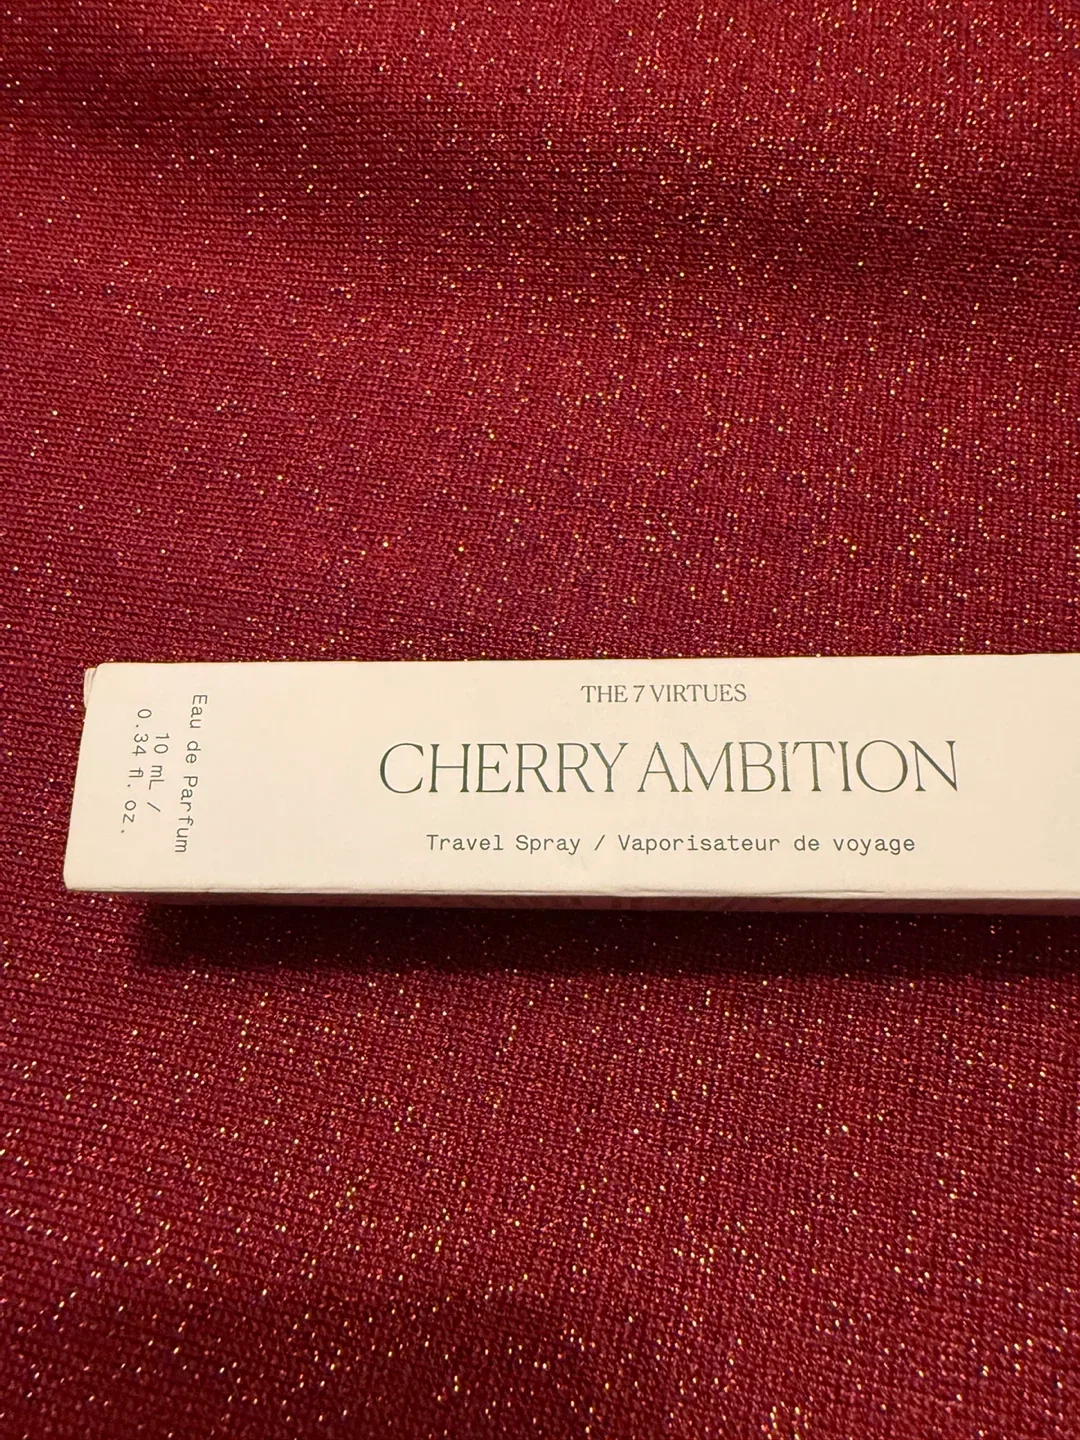 THE 7 VIRTUES
CHERRY AMBITION
Travel Spray / Vaporisateur de voyage
Eau de Parfum
10 mL /
0.34 fl. oz.